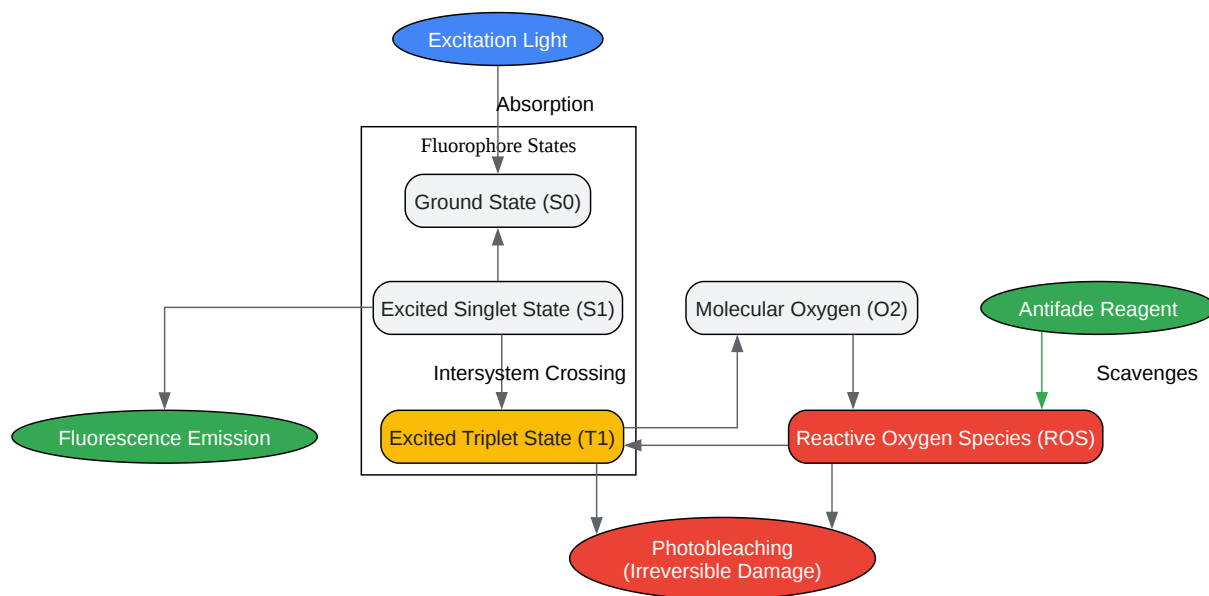 Excitation Light
Absorption
Fluorophore States
Ground State (S0)
Excited Singlet State (S1)
Molecular Oxygen (O2)
Antifade Reagent
Intersystem Crossing
Scavenges
Fluorescence Emission
Excited Triplet State (T1)
Reactive Oxygen Species (ROS)
Photobleaching
(Irreversible Damage)